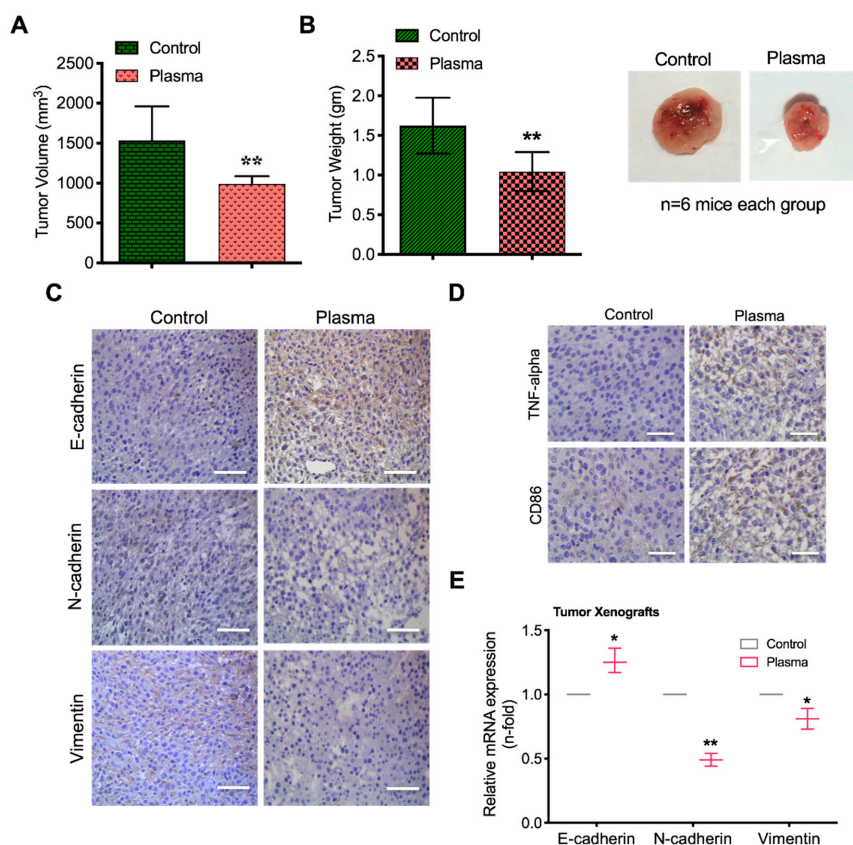 A
Control
Plasma
Tumor Volume (mm³)
2500
2000
1500
1000
500
0
**
B
Control
Plasma
Tumor Weight (gm)
2.5
2.0
1.5
1.0
0.5
0.0
**
Control
Plasma
n=6 mice each group
C
Control
Plasma
E-cadherin
N-cadherin
Vimentin
D
Control
Plasma
TNF-alpha
CD86
E
Tumor Xenografts
Control
Plasma
Relative mRNA expression
(n-fold)
1.5
1.0
0.5
0.0
*
**
*
E-cadherin
N-cadherin
Vimentin